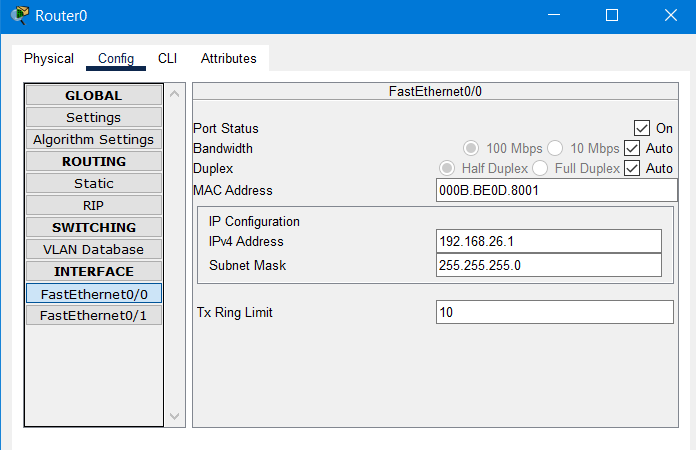 Router0
Physical Config CLI Attributes
GLOBAL
Settings
Algorithm Settings
ROUTING
Static
RIP
SWITCHING
VLAN Database
INTERFACE
FastEthernet0/0
FastEthernet0/1
FastEthernet0/0
Port Status On
Bandwidth 100 Mbps 10 Mbps Auto
Duplex Half Duplex Full Duplex Auto
MAC Address 000B.BE0D.8001
IP Configuration
IPv4 Address 192.168.26.1
Subnet Mask 255.255.255.0
Tx Ring Limit 10